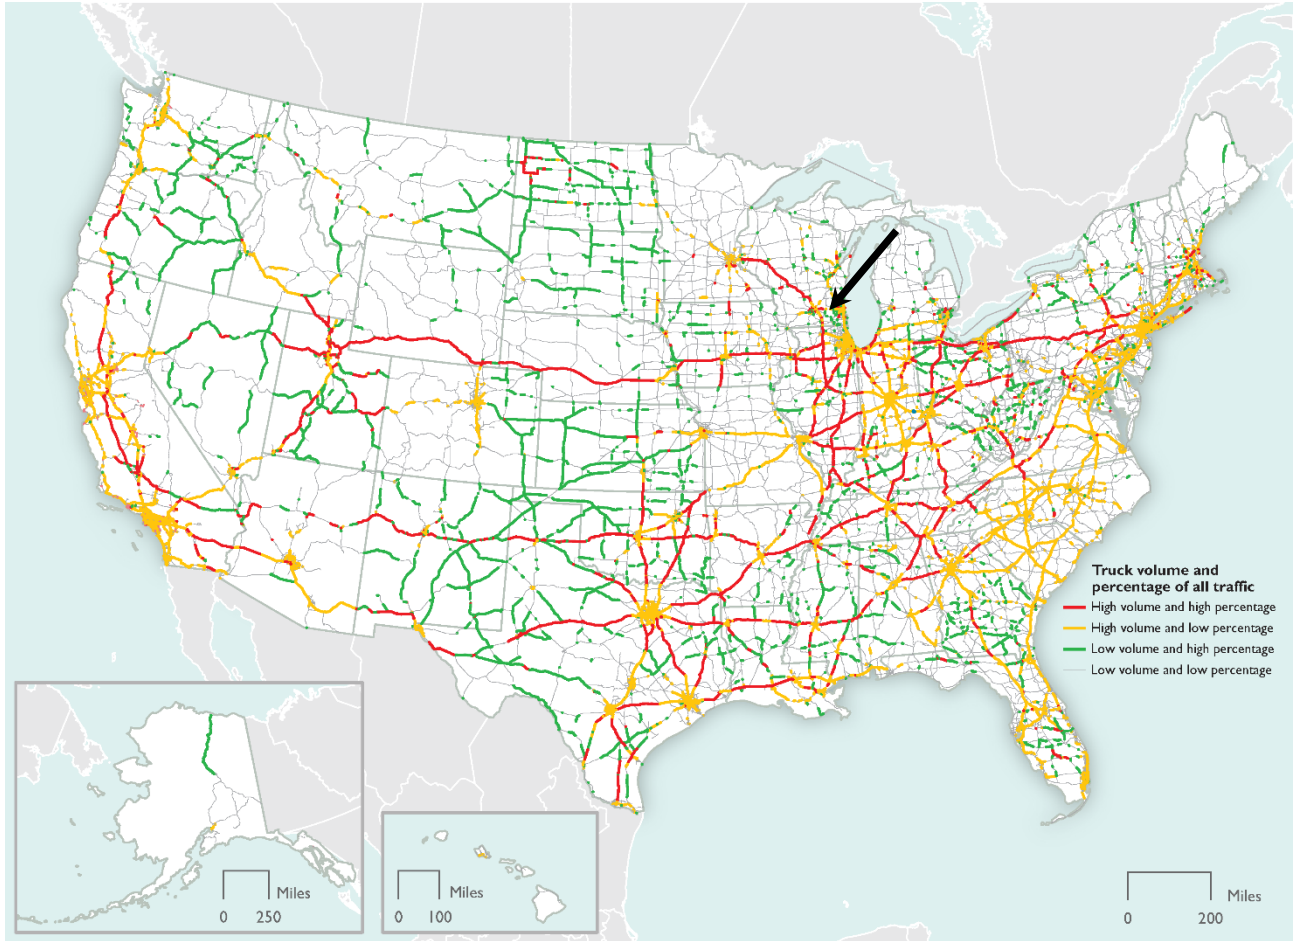 Truck volume and
percentage of all traffic
High volume and high percentage
High volume and low percentage
Low volume and high percentage
Low volume and low percentage
Miles
0 250
Miles
0 100
Miles
0 200